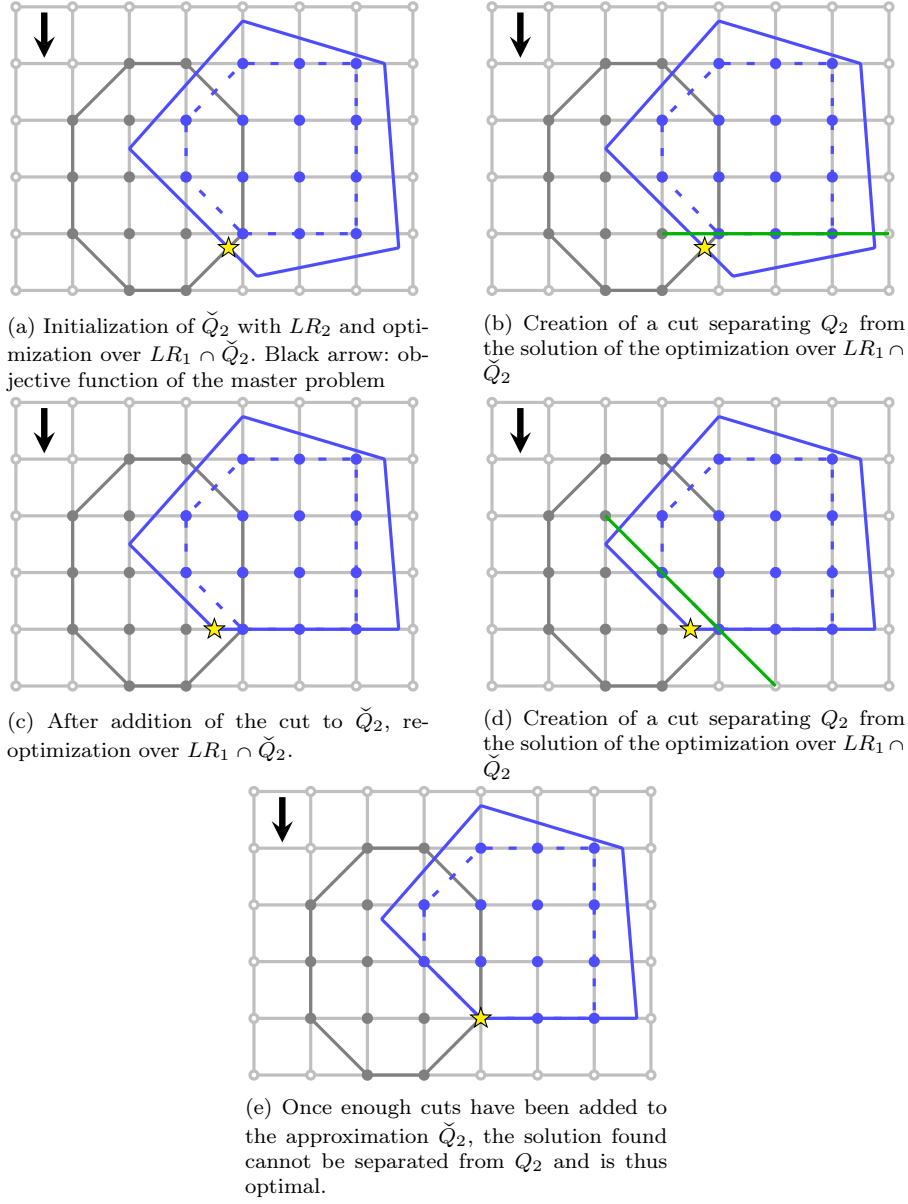 (a) Initialization of Q̆₂ with LR₂ and opti-
mization over LR₁ ∩ Q̆₂. Black arrow: ob-
jective function of the master problem
(b) Creation of a cut separating Q₂ from
the solution of the optimization over LR₁ ∩
Q̆₂
(c) After addition of the cut to Q̆₂, re-
optimization over LR₁ ∩ Q̆₂.
(d) Creation of a cut separating Q₂ from
the solution of the optimization over LR₁ ∩
Q̆₂
(e) Once enough cuts have been added to
the approximation Q̆₂, the solution found
cannot be separated from Q₂ and is thus
optimal.